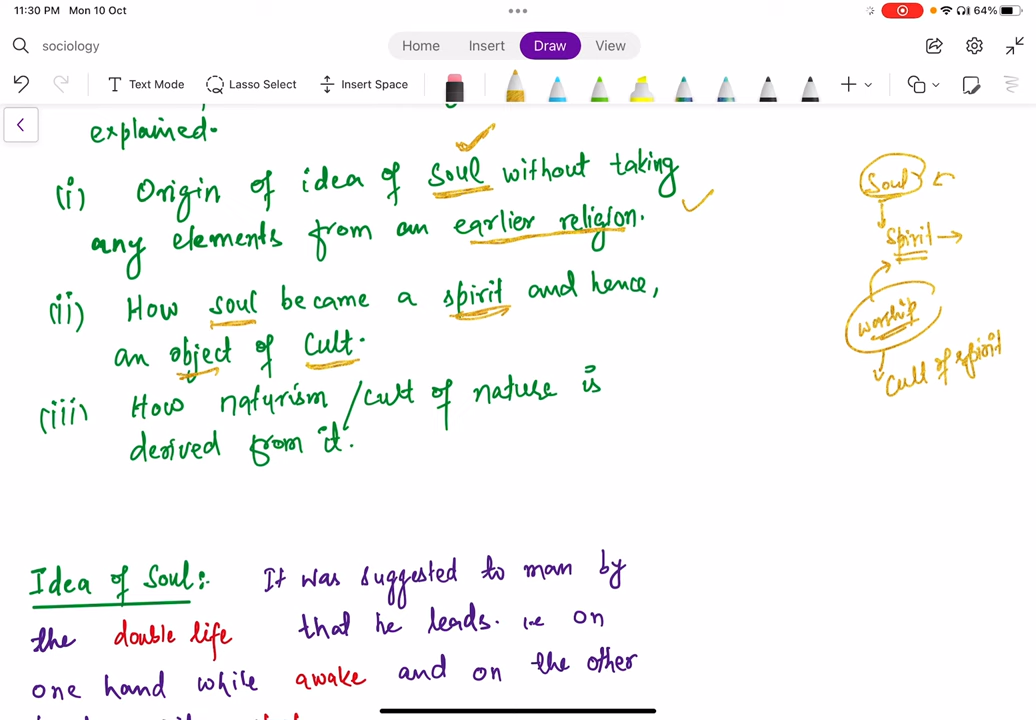 11:30 PM Mon 10 Oct
64%
sociology
Home Insert Draw View
Text Mode Lasso Select Insert Space
explained.
(i) Origin of idea of soul without taking
any elements from an earlier religion.
(ii) How soul became a spirit and hence,
an object of cult.
(iii) How naturism / cult of nature is
derived from it.
Soul
Spirit
worship
Cult of spirit
Idea of Soul:- It was suggested to man by
the double life that he leads. i.e on
one hand while awake and on the other